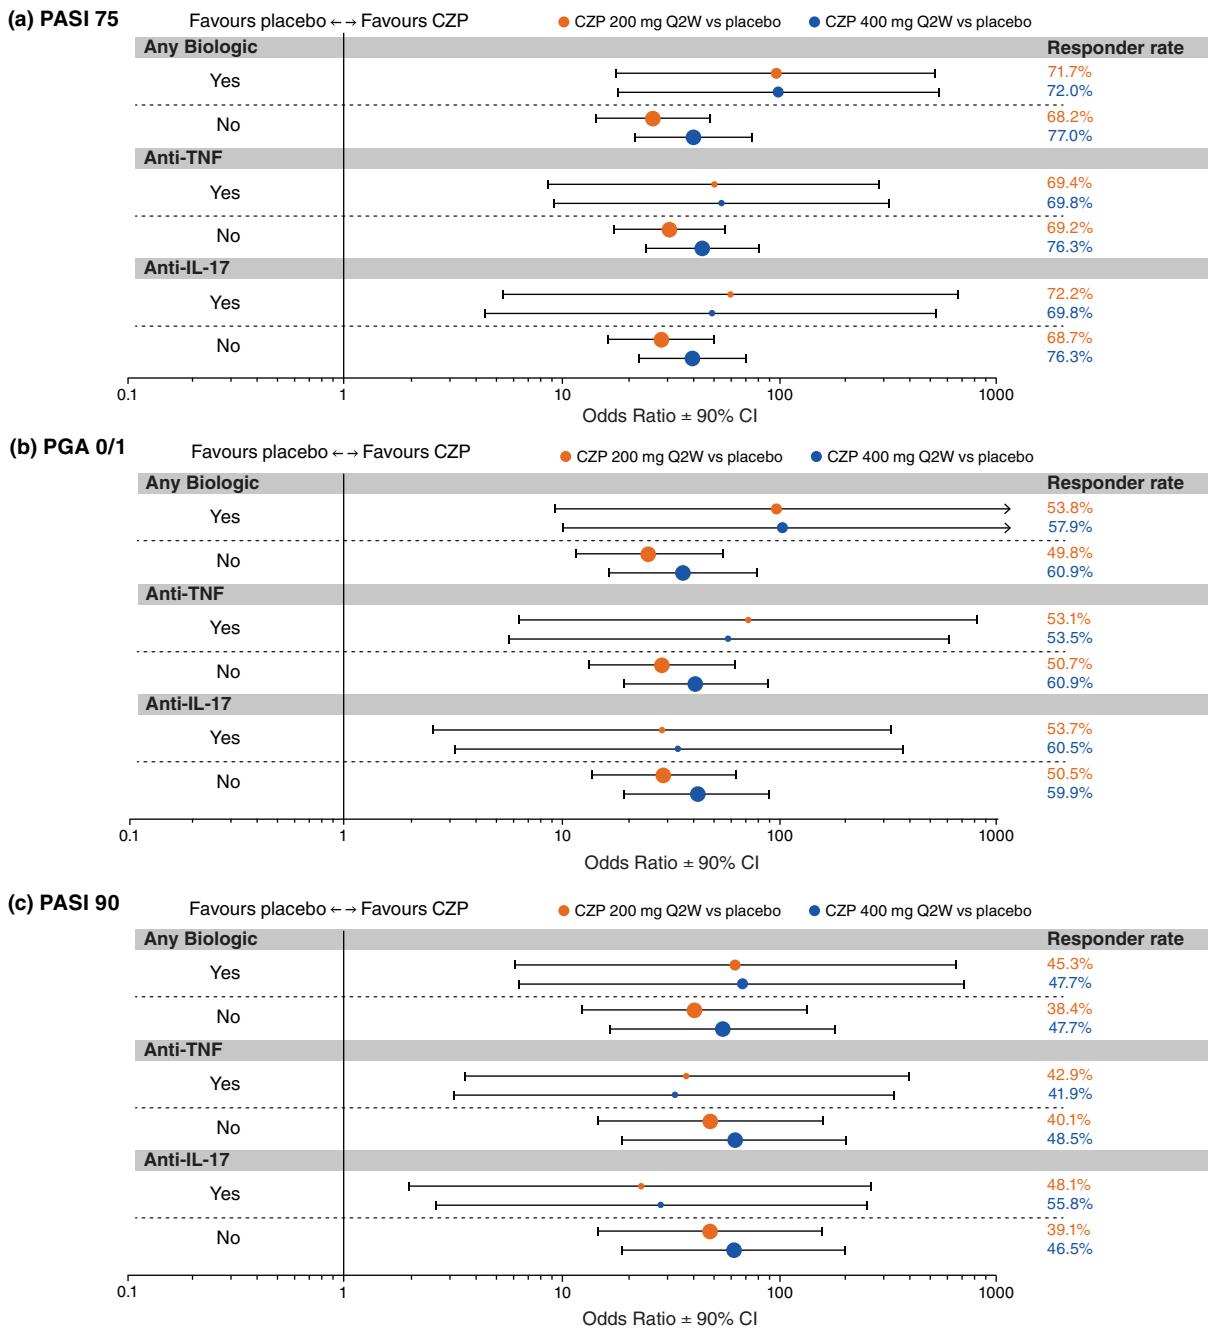 (a) PASI 75
Favours placebo ←→ Favours CZP
CZP 200 mg Q2W vs placebo
CZP 400 mg Q2W vs placebo
Any Biologic
Responder rate
Yes
71.7%
72.0%
No
68.2%
77.0%
Anti-TNF
Yes
69.4%
69.8%
No
69.2%
76.3%
Anti-IL-17
Yes
72.2%
69.8%
No
68.7%
76.3%
0.1 1 10 100 1000
Odds Ratio ± 90% CI
(b) PGA 0/1
Favours placebo ←→ Favours CZP
CZP 200 mg Q2W vs placebo
CZP 400 mg Q2W vs placebo
Any Biologic
Responder rate
Yes
53.8%
57.9%
No
49.8%
60.9%
Anti-TNF
Yes
53.1%
53.5%
No
50.7%
60.9%
Anti-IL-17
Yes
53.7%
60.5%
No
50.5%
59.9%
0.1 1 10 100 1000
Odds Ratio ± 90% CI
(c) PASI 90
Favours placebo ←→ Favours CZP
CZP 200 mg Q2W vs placebo
CZP 400 mg Q2W vs placebo
Any Biologic
Responder rate
Yes
45.3%
47.7%
No
38.4%
47.7%
Anti-TNF
Yes
42.9%
41.9%
No
40.1%
48.5%
Anti-IL-17
Yes
48.1%
55.8%
No
39.1%
46.5%
0.1 1 10 100 1000
Odds Ratio ± 90% CI